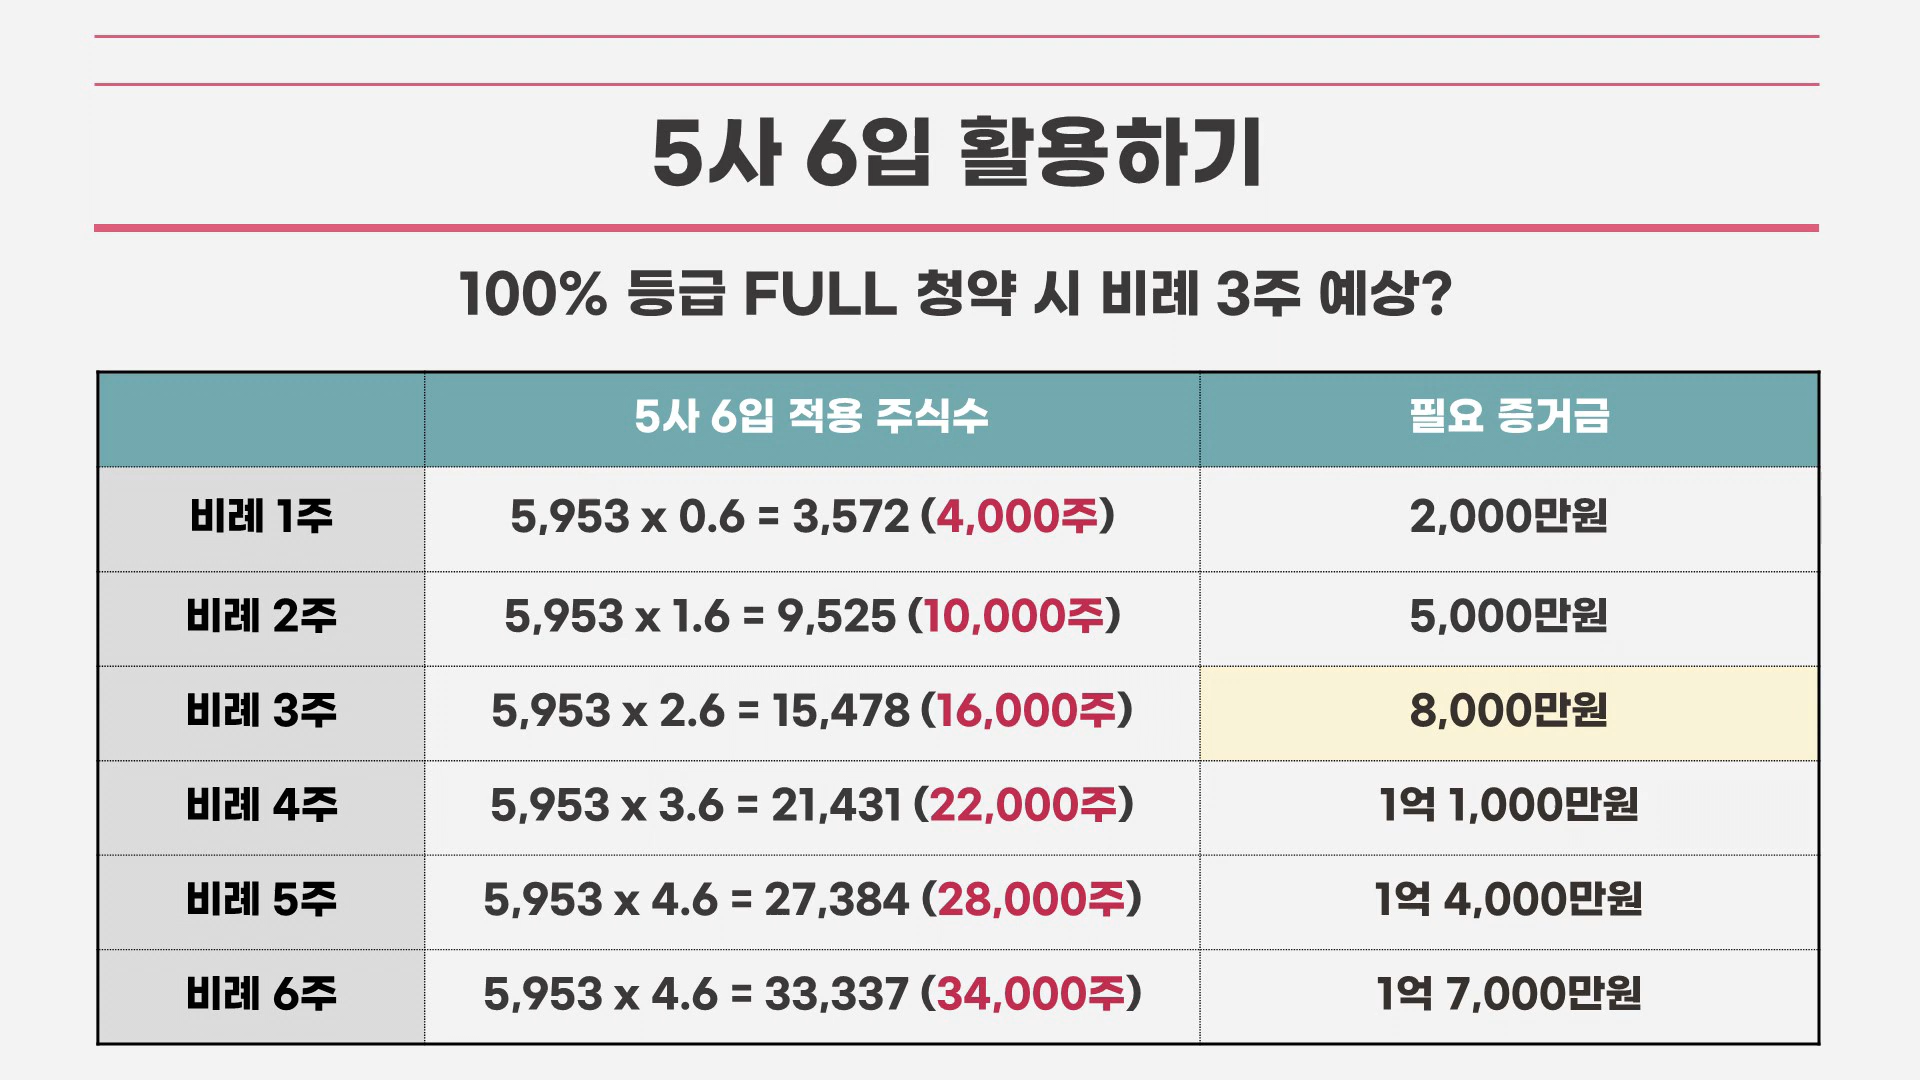 5사 6입 활용하기
100% 등급 FULL 청약 시 비례 3주 예상?
5사 6입 적용 주식수 필요 증거금
비례 1주 5,953 x 0.6 = 3,572 (4,000주) 2,000만원
비례 2주 5,953 x 1.6 = 9,525 (10,000주) 5,000만원
비례 3주 5,953 x 2.6 = 15,478 (16,000주) 8,000만원
비례 4주 5,953 x 3.6 = 21,431 (22,000주) 1억 1,000만원
비례 5주 5,953 x 4.6 = 27,384 (28,000주) 1억 4,000만원
비례 6주 5,953 x 4.6 = 33,337 (34,000주) 1억 7,000만원